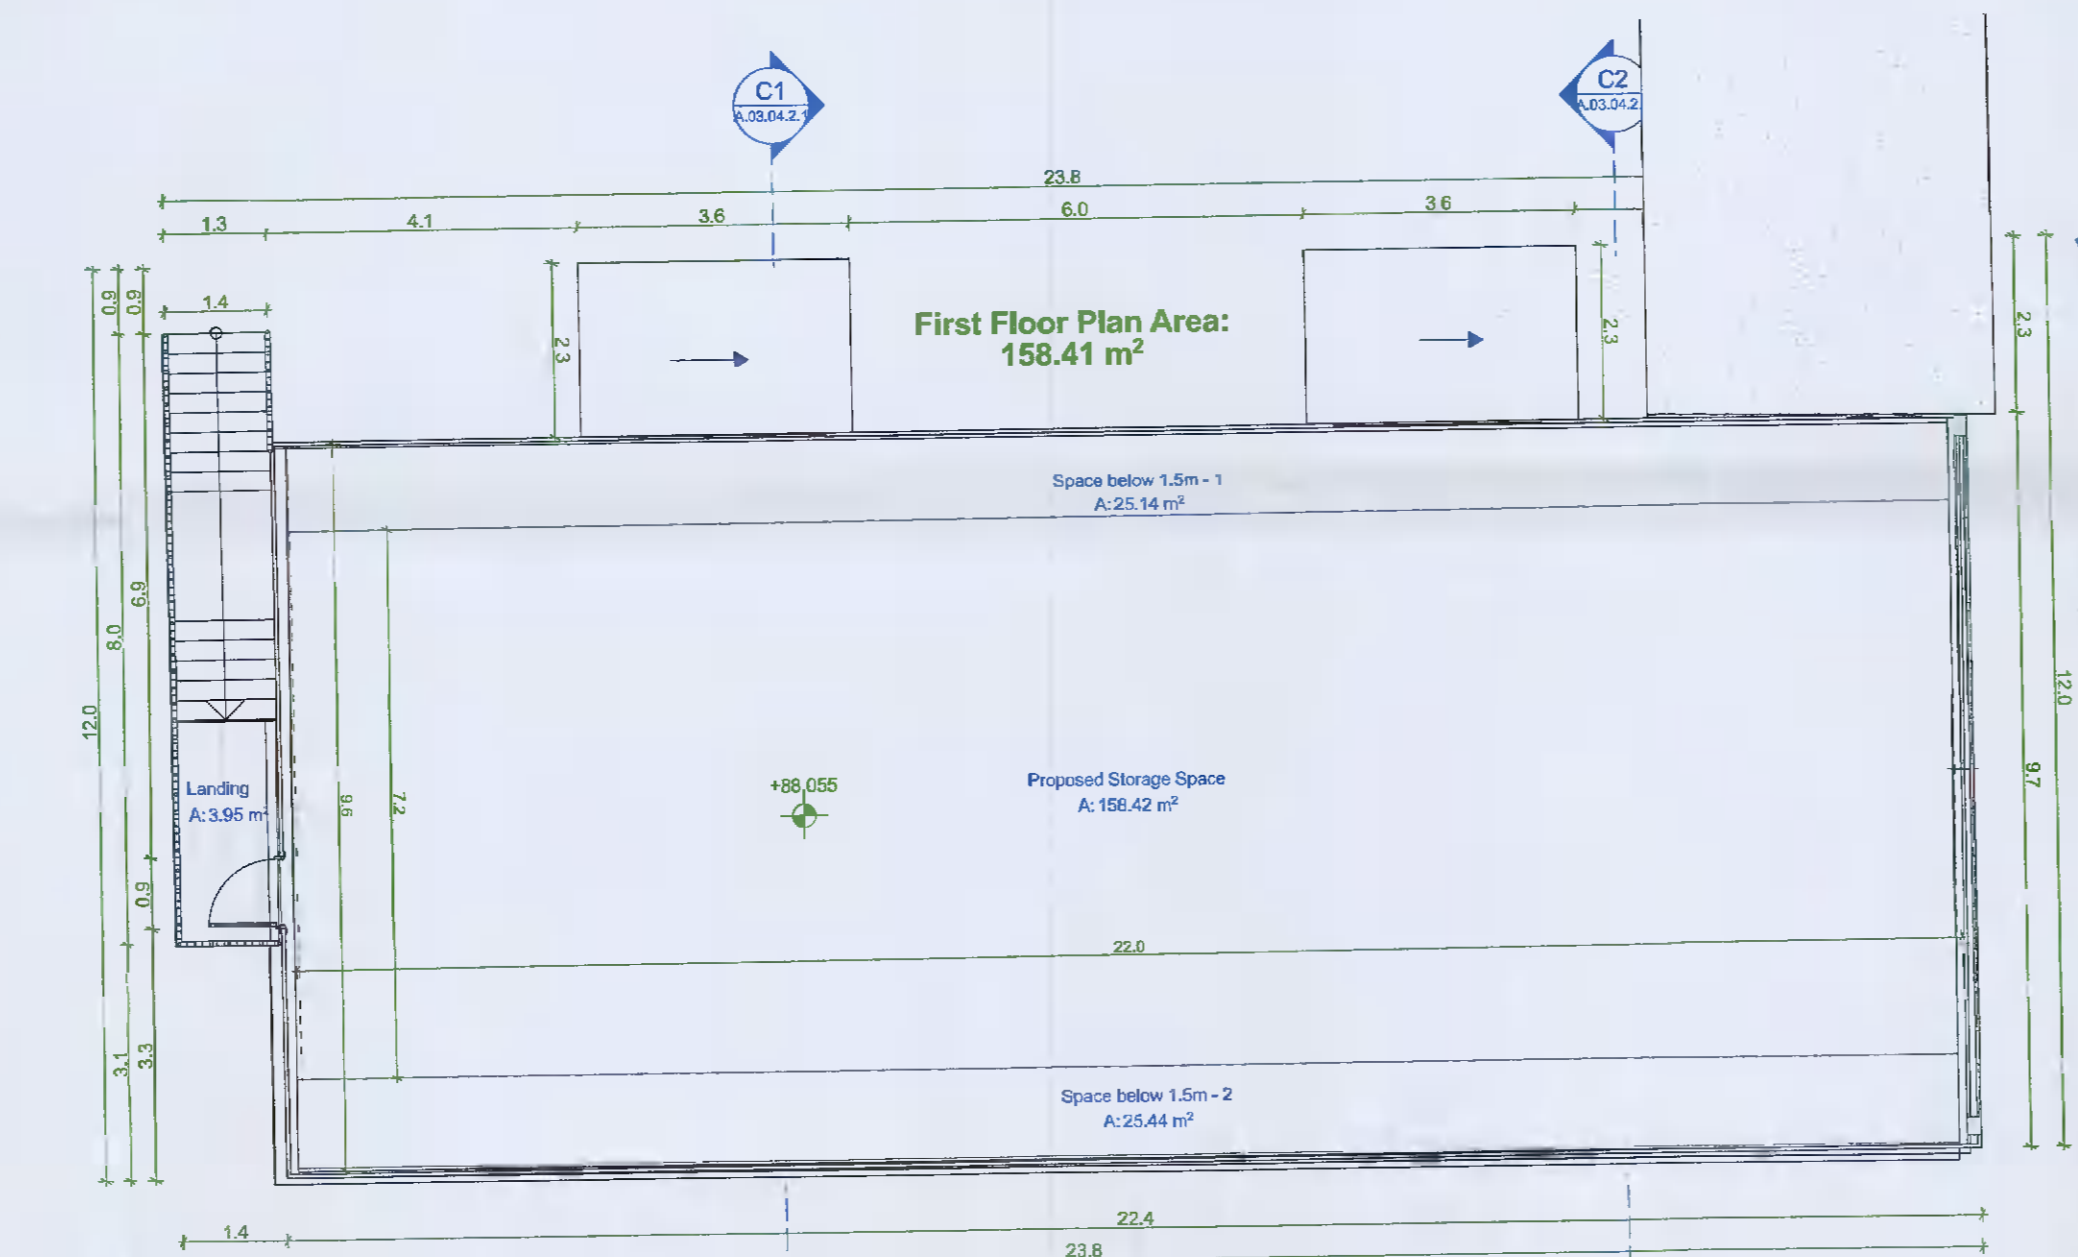 C1
A.03.04.2.1
C2
A.03.04.2
23.8
1.3
4.1
3.6
6.0
3.6
0.9
0.9
1.4
2.3
First Floor Plan Area:
158.41 m²
2.3
2.3
Space below 1.5m - 1
A:25.14 m²
6.9
8.0
12.0
12.0
9.7
Landing
A:3.95 m²
9.6
7.2
+88,055
Proposed Storage Space
A: 158.42 m²
0.9
22.0
3.1
3.3
Space below 1.5m - 2
A:25.44 m²
1.4
22.4
23.8